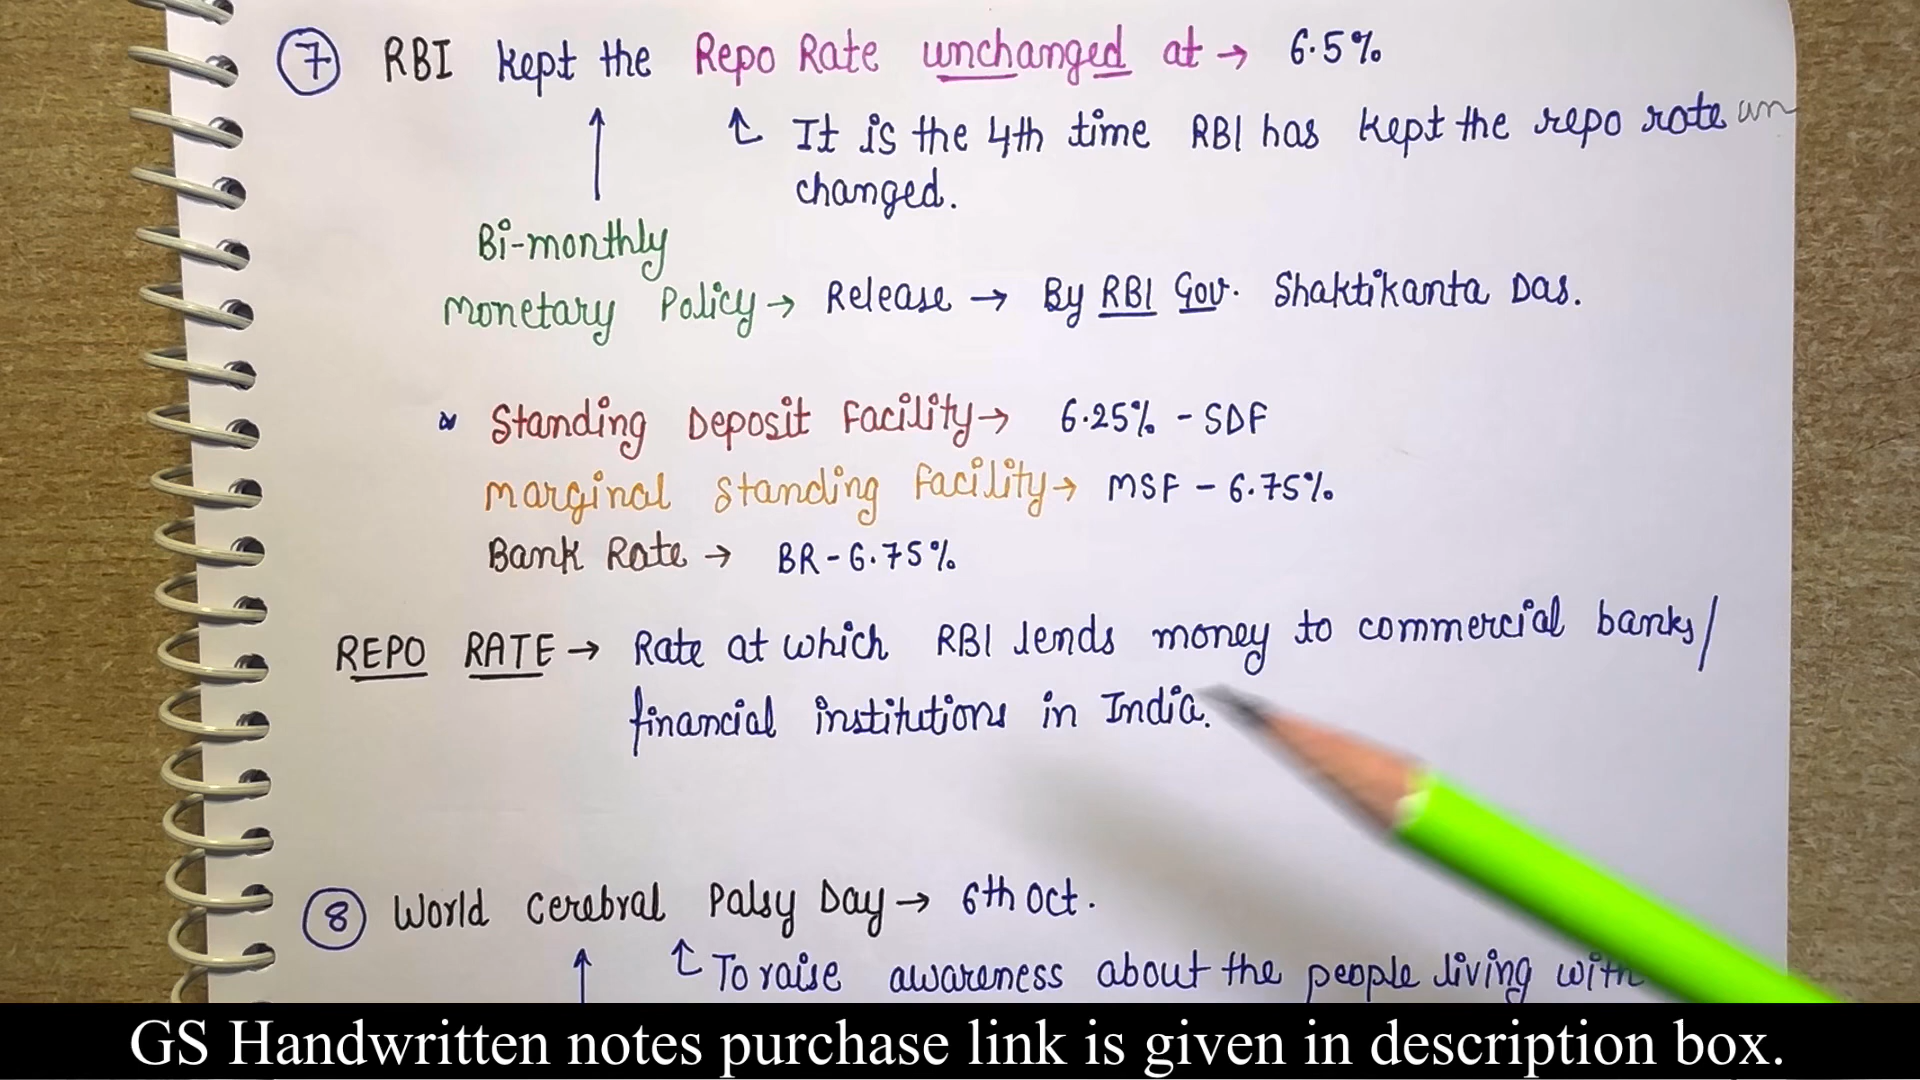 7 RBI kept the Repo Rate unchanged at → 6.5%
↑ It is the 4th time RBI has kept the repo rate un
changed.
Bi-monthly
Monetary Policy → Release → By RBI Gov. Shaktikanta Das.
Standing Deposit Facility → 6.25% - SDF
Marginal Standing Facility → MSF - 6.75%
Bank Rate → BR - 6.75%
REPO RATE → Rate at which RBI lends money to commercial banks/
financial institutions in India.
8 World Cerebral Palsy Day → 6th Oct.
↑ To raise awareness about the people living with
GS Handwritten notes purchase link is given in description box.